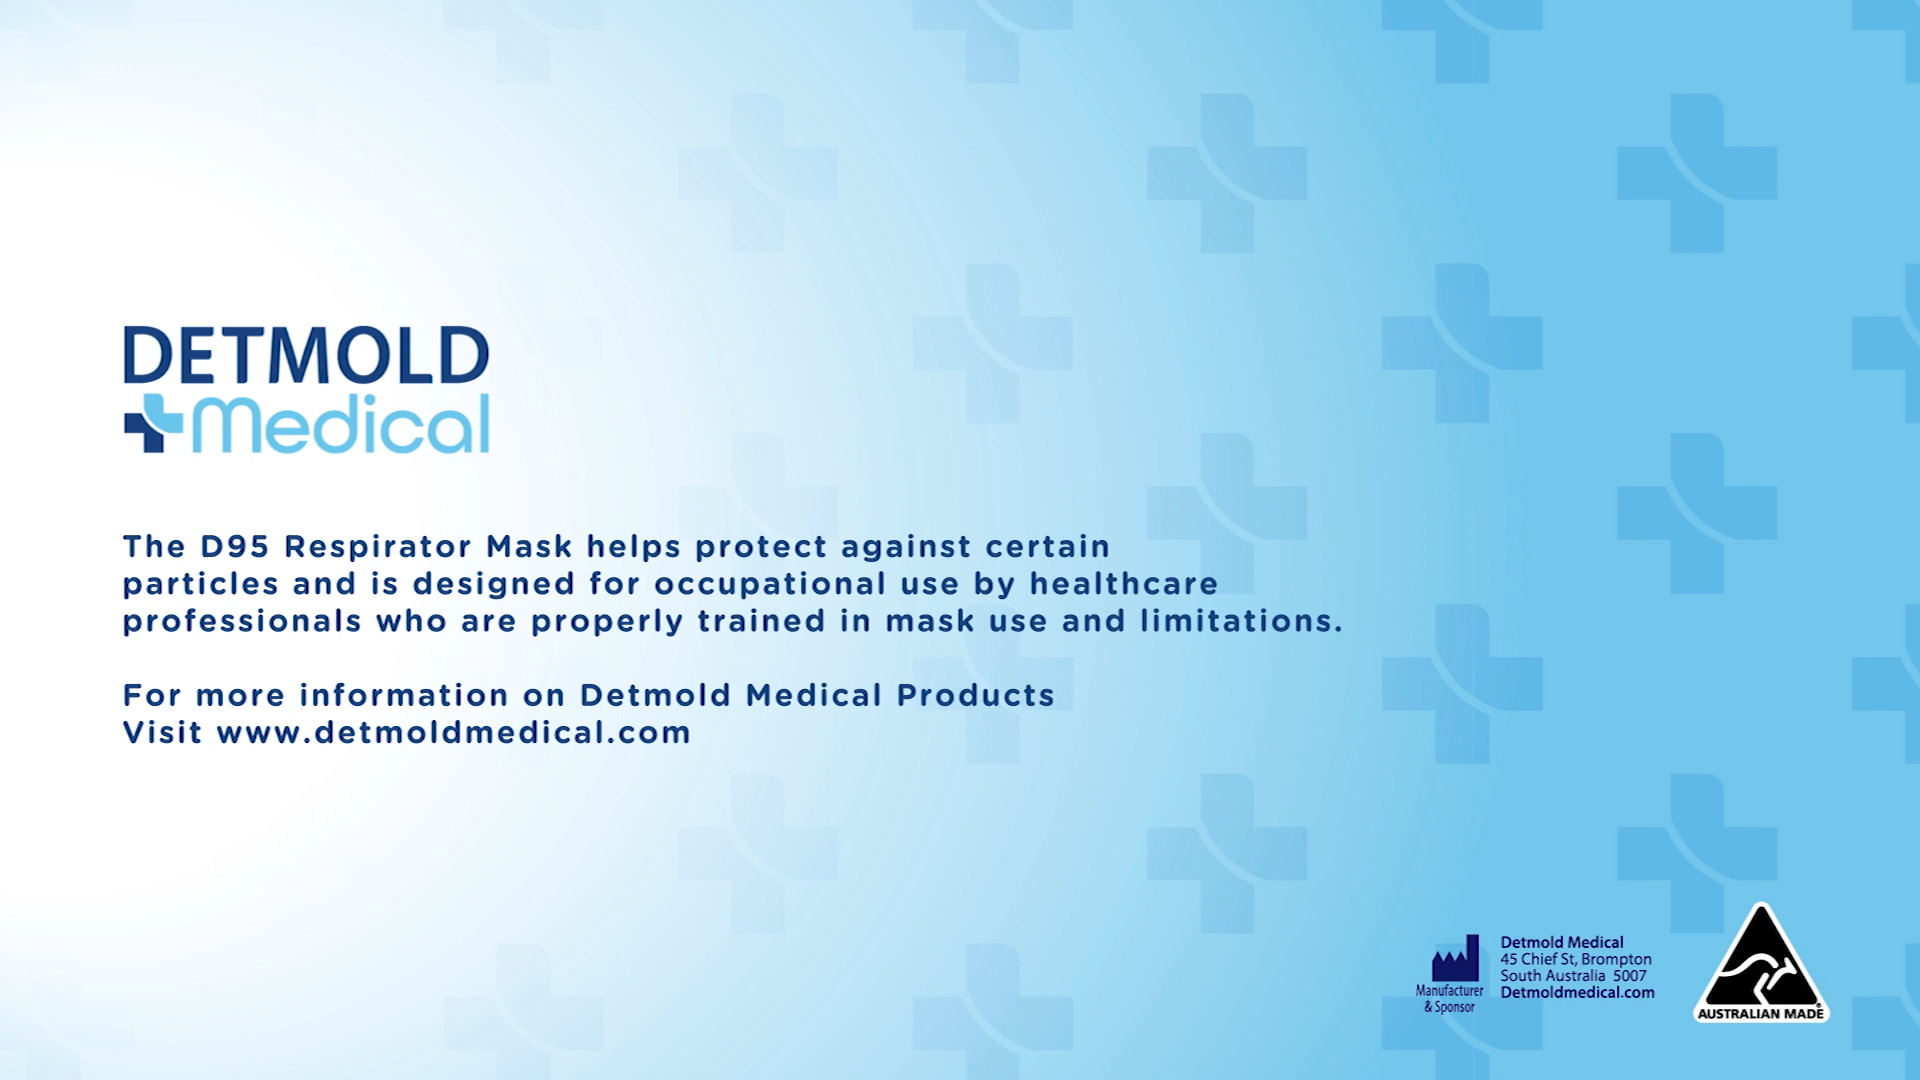 DETMOLD
Medical
The D95 Respirator Mask helps protect against certain
particles and is designed for occupational use by healthcare
professionals who are properly trained in mask use and limitations.
For more information on Detmold Medical Products
Visit www.detmoldmedical.com
Manufacturer
& Sponsor
Detmold Medical
45 Chief St, Brompton
South Australia 5007
Detmoldmedical.com
AUSTRALIAN MADE